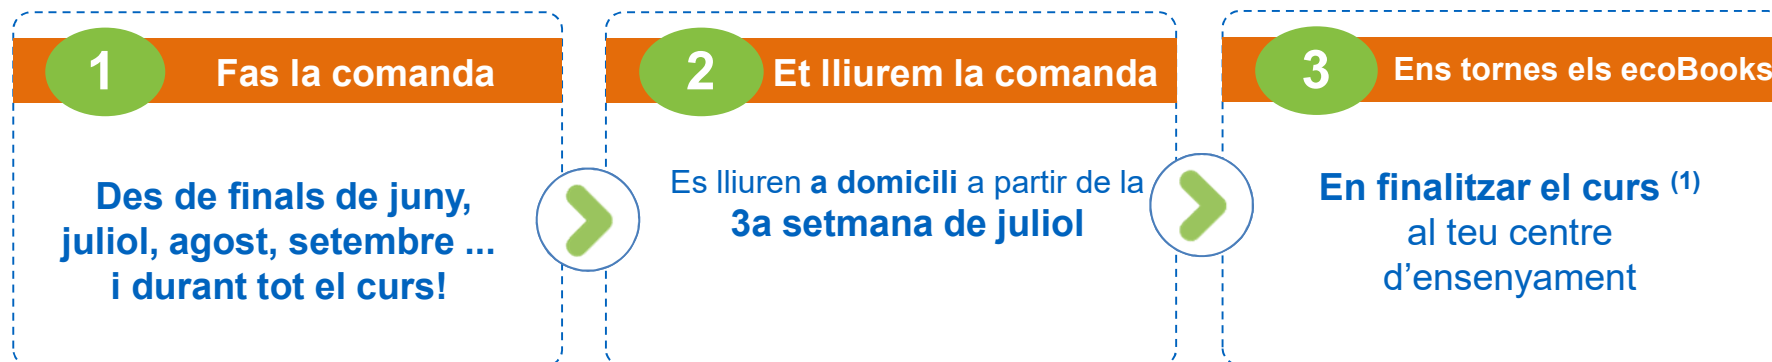 1
Fas la comanda
Des de finals de juny,
juliol, agost, setembre ...
i durant tot el curs!
2
Et lliurem la comanda
Es lliuren a domicili a partir de la
3a setmana de juliol
3
Ens tornes els ecoBooks
En finalitzar el curs (1)
al teu centre
d’ensenyament